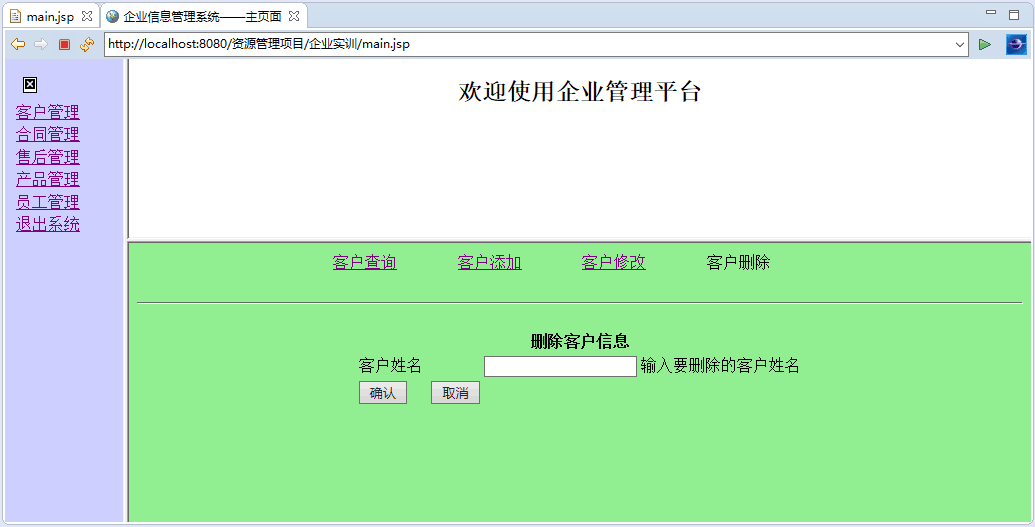 main.jsp 企业信息管理系统——主页面
http://localhost:8080/资源管理项目/企业实训/main.jsp
客户管理
合同管理
售后管理
产品管理
员工管理
退出系统
欢迎使用企业管理平台
客户查询 客户添加 客户修改 客户删除
删除客户信息
客户姓名 输入要删除的客户姓名
确认 取消